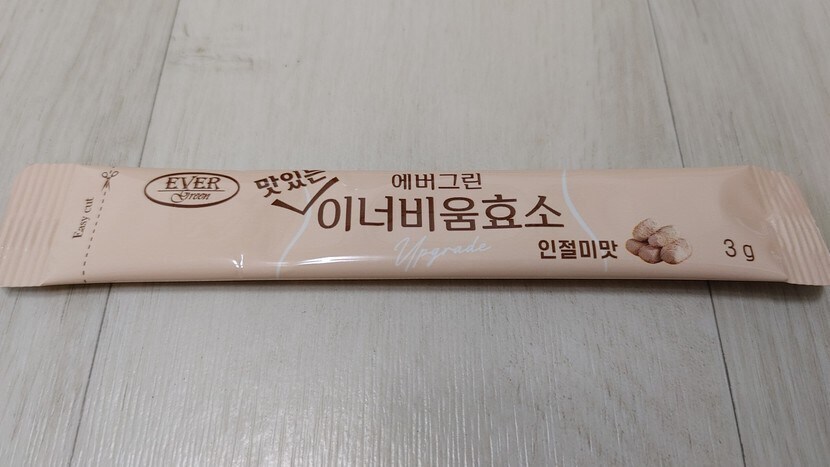 Easy cut
EVER
Green
맛있는
에버그린
이너비움효소
Upgrade
인절미맛
3g